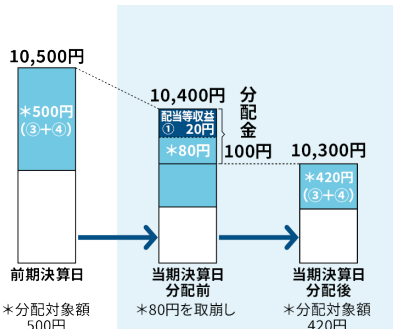 10,500円
＊500円
（③＋④）
前期決算日
＊分配対象額
500円
10,400円
配当等収益
① 20円
＊80円
分配金
100円
当期決算日
分配前
＊80円を取崩し
10,300円
＊420円
（③＋④）
当期決算日
分配後
＊分配対象額
420円